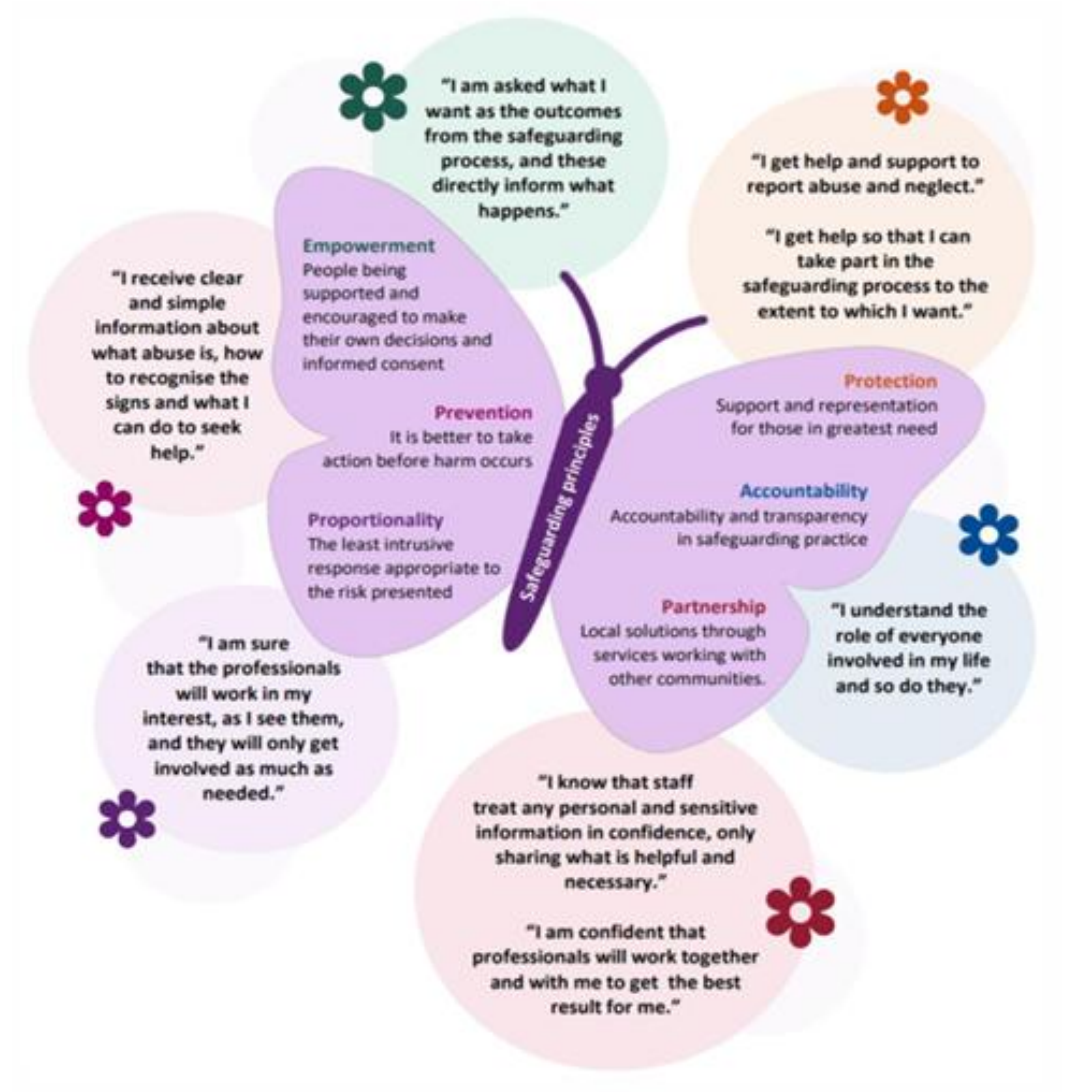 “I am asked what I
want as the outcomes
from the safeguarding
process, and these
directly inform what
happens.”
“I get help and support to
report abuse and neglect.”
“I get help so that I can
take part in the
safeguarding process to the
extent to which I want.”
“I receive clear
and simple
information about
what abuse is, how
to recognise the
signs and what I
can do to seek
help.”
Empowerment
People being
supported and
encouraged to make
their own decisions and
informed consent
Prevention
It is better to take
action before harm occurs
Proportionality
The least intrusive
response appropriate to
the risk presented
Safeguarding principles
Protection
Support and representation
for those in greatest need
Accountability
Accountability and transparency
in safeguarding practice
Partnership
Local solutions through
services working with
other communities.
“I understand the
role of everyone
involved in my life
and so do they.”
“I am sure
that the professionals
will work in my
interest, as I see them,
and they will only get
involved as much as
needed.”
“I know that staff
treat any personal and sensitive
information in confidence, only
sharing what is helpful and
necessary.”
“I am confident that
professionals will work together
and with me to get the best
result for me.”